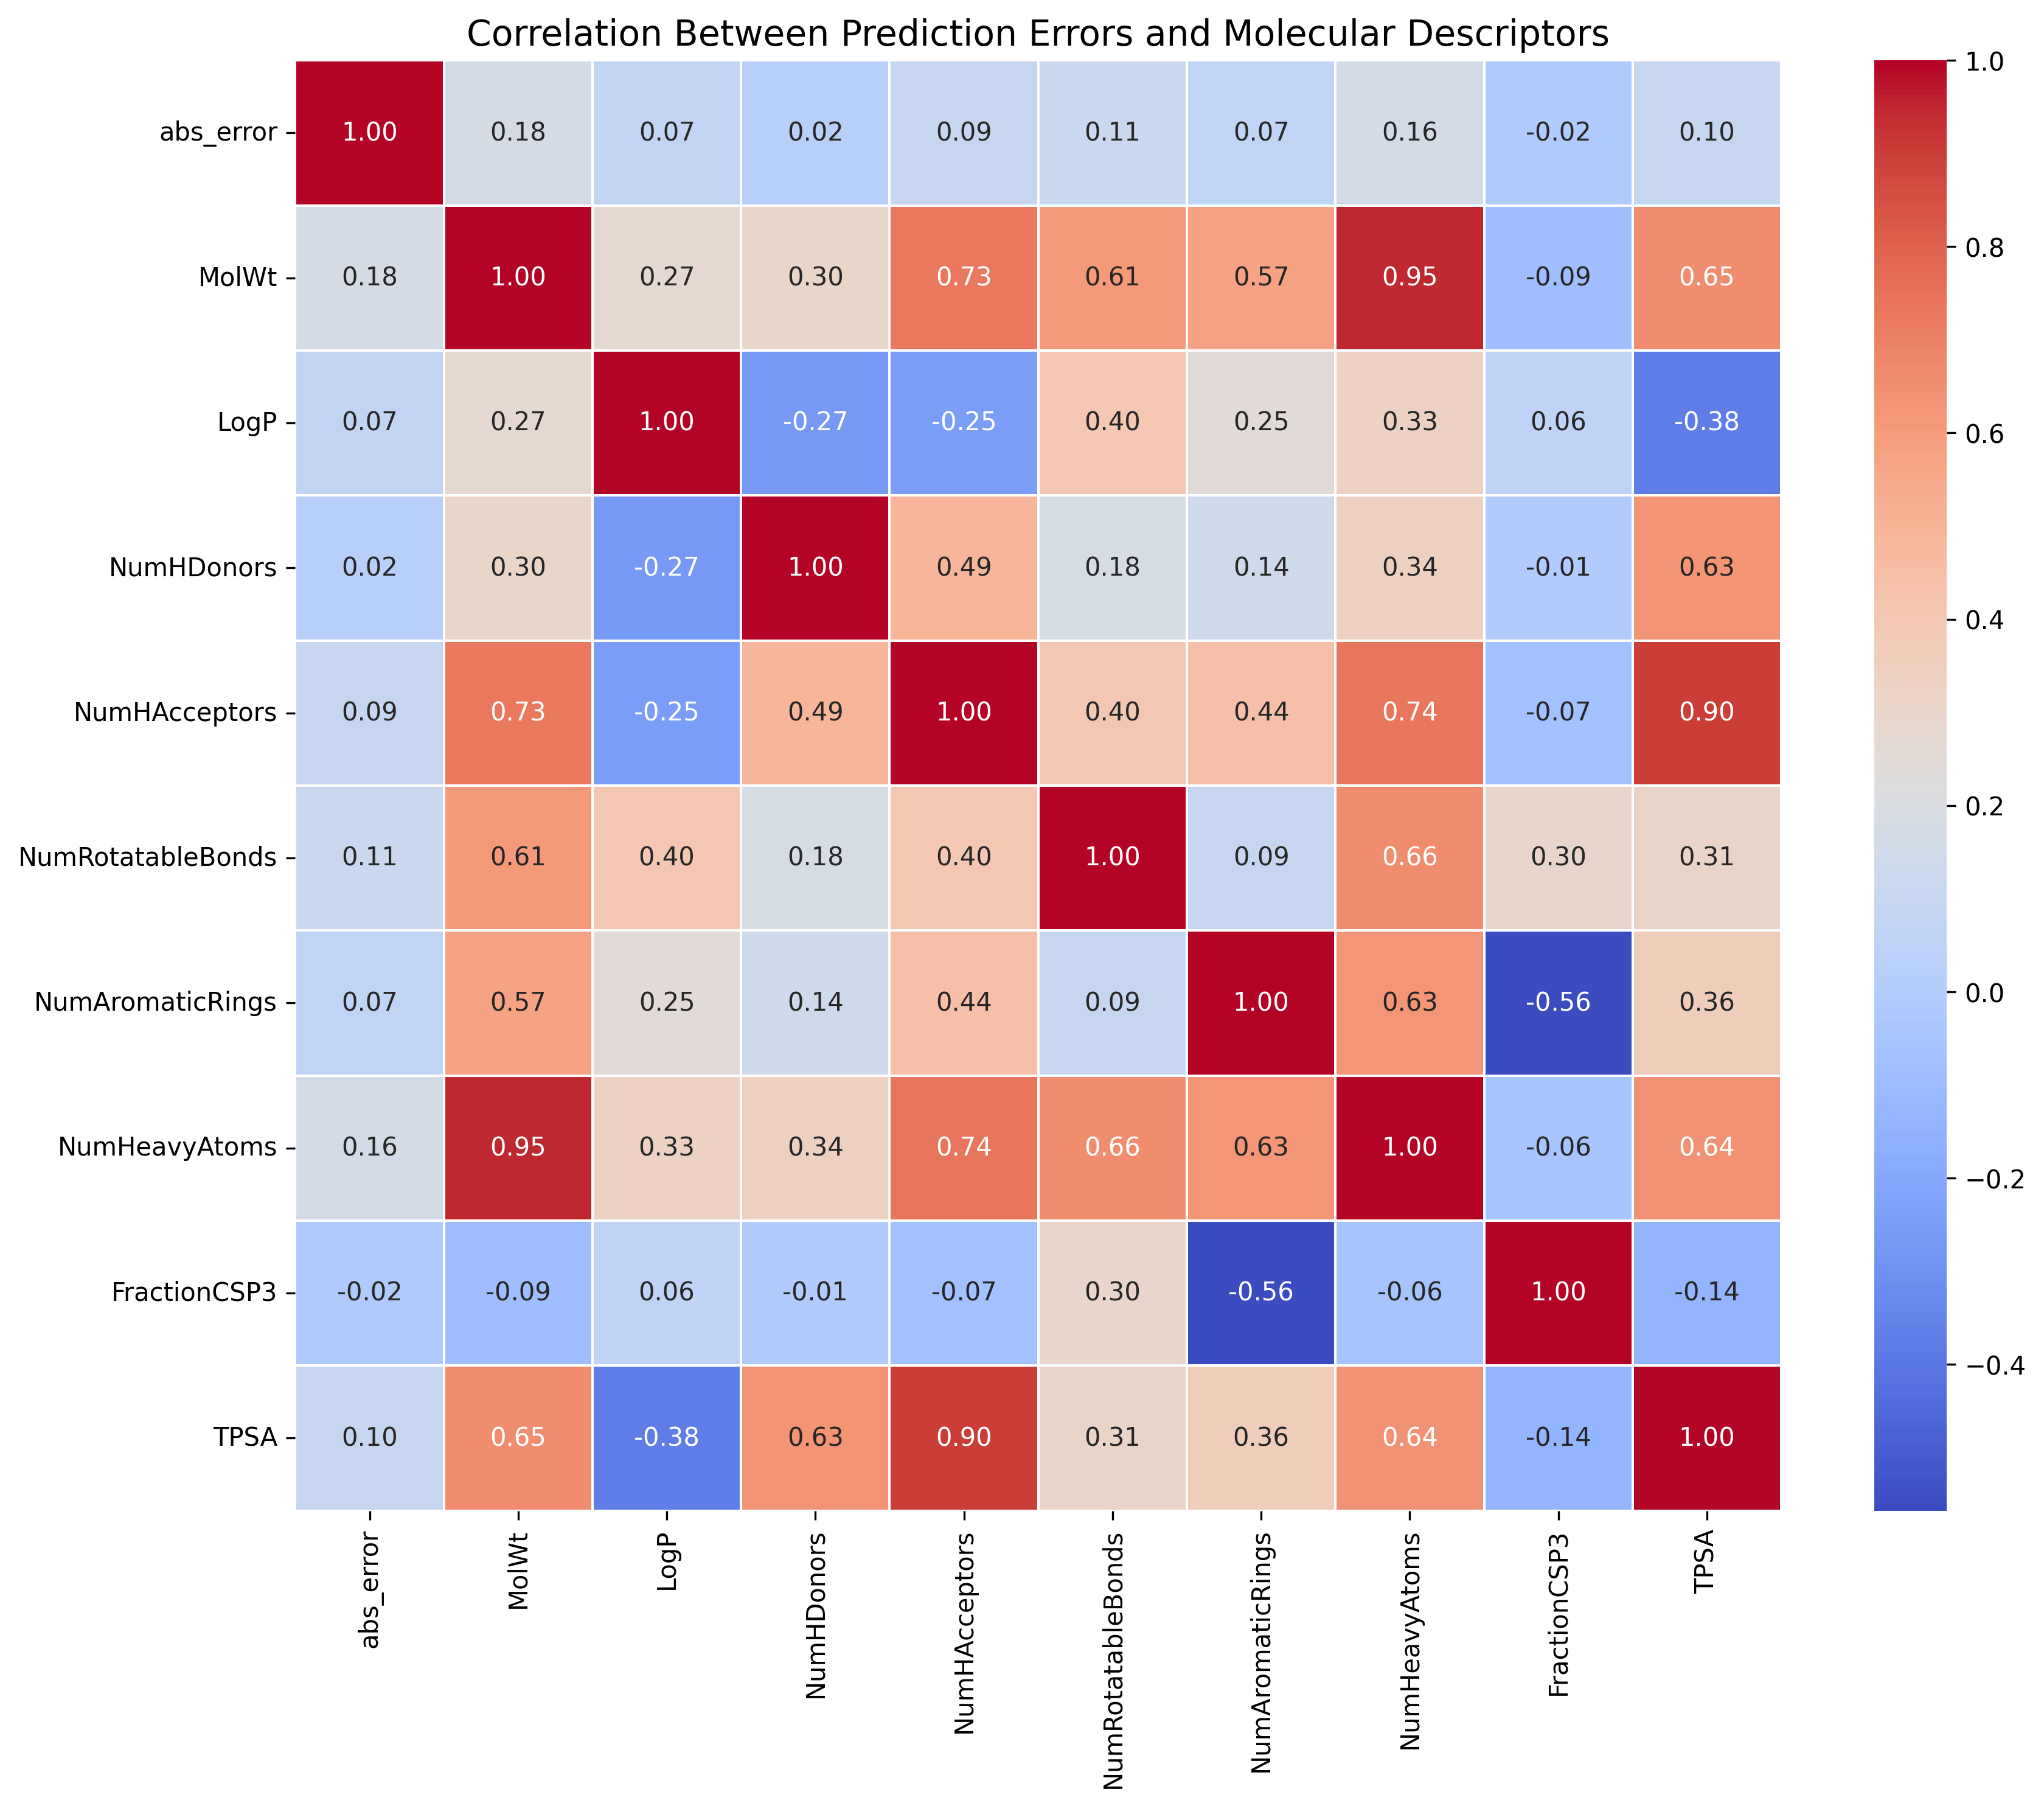 Correlation Between Prediction Errors and Molecular Descriptors
abs_error 1.00 0.18 0.07 0.02 0.09 0.11 0.07 0.16 -0.02 0.10
MolWt 0.18 1.00 0.27 0.30 0.73 0.61 0.57 0.95 -0.09 0.65
LogP 0.07 0.27 1.00 -0.27 -0.25 0.40 0.25 0.33 0.06 -0.38
NumHDonors 0.02 0.30 -0.27 1.00 0.49 0.18 0.14 0.34 -0.01 0.63
NumHAcceptors 0.09 0.73 -0.25 0.49 1.00 0.40 0.44 0.74 -0.07 0.90
NumRotatableBonds 0.11 0.61 0.40 0.18 0.40 1.00 0.09 0.66 0.30 0.31
NumAromaticRings 0.07 0.57 0.25 0.14 0.44 0.09 1.00 0.63 -0.56 0.36
NumHeavyAtoms 0.16 0.95 0.33 0.34 0.74 0.66 0.63 1.00 -0.06 0.64
FractionCSP3 -0.02 -0.09 0.06 -0.01 -0.07 0.30 -0.56 -0.06 1.00 -0.14
TPSA 0.10 0.65 -0.38 0.63 0.90 0.31 0.36 0.64 -0.14 1.00
abs_error
MolWt
LogP
NumHDonors
NumHAcceptors
NumRotatableBonds
NumAromaticRings
NumHeavyAtoms
FractionCSP3
TPSA
1.0
0.8
0.6
0.4
0.2
0.0
−0.2
−0.4